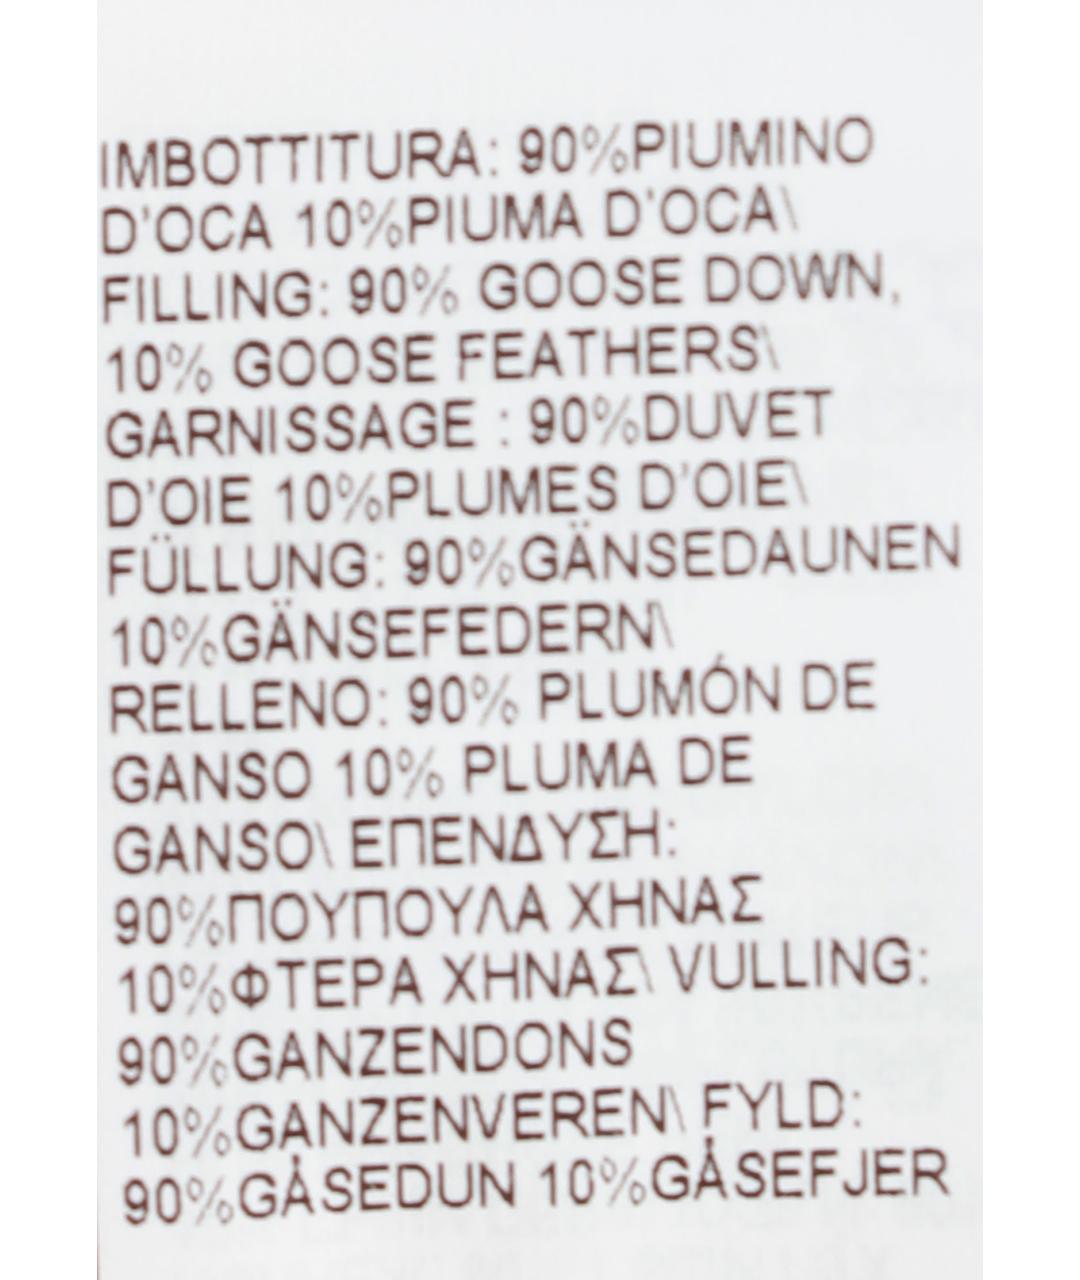 IMBOTTITURA: 90%PIUMINO
D'OCA 10%PIUMA D'OCA\
FILLING: 90% GOOSE DOWN,
10% GOOSE FEATHERS\
GARNISSAGE : 90%DUVET
D'OIE 10%PLUMES D'OIE\
FÜLLUNG: 90%GÄNSEDAUNEN
10%GÄNSEFEDERN\
RELLENO: 90% PLUMÓN DE
GANSO 10% PLUMA DE
GANSO\ ΕΠΕΝΔΥΣΗ:
90%ΠΟΥΠΟΥΛΑ ΧΗΝΑΣ
10%ΦΤΕΡΑ ΧΗΝΑΣ\ VULLING:
90%GANZENDONS
10%GANZENVEREN\ FYLD:
90%GÅSEDUN 10%GÅSEFJER